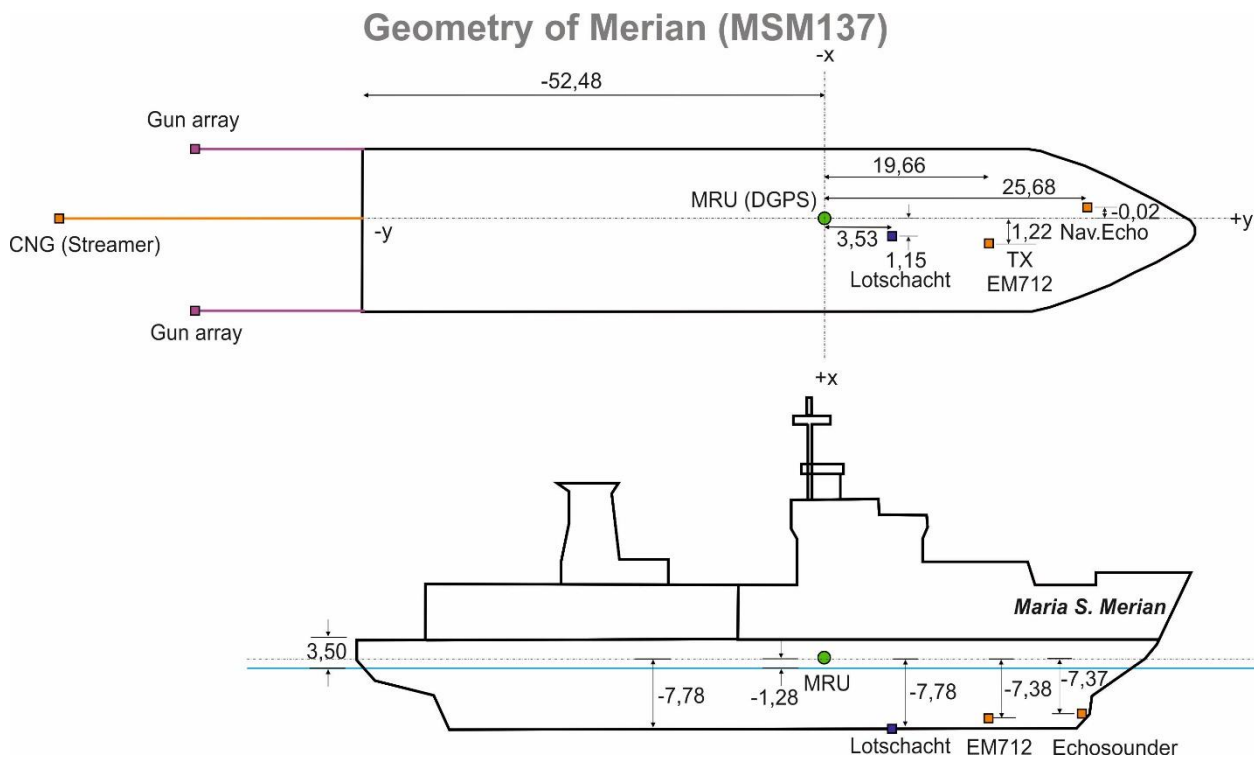 Geometry of Merian (MSM137)
-x
-52,48
Gun array
19,66
MRU (DGPS)
25,68
-0,02
+y
CNG (Streamer)
-y
3,53
1,22
Nav.Echo
1,15
TX
Lotschacht
EM712
Gun array
+x
Maria S. Merian
3,50
MRU
-7,37
-7,78
-1,28
-7,78
-7,38
Lotschacht
EM712
Echosounder